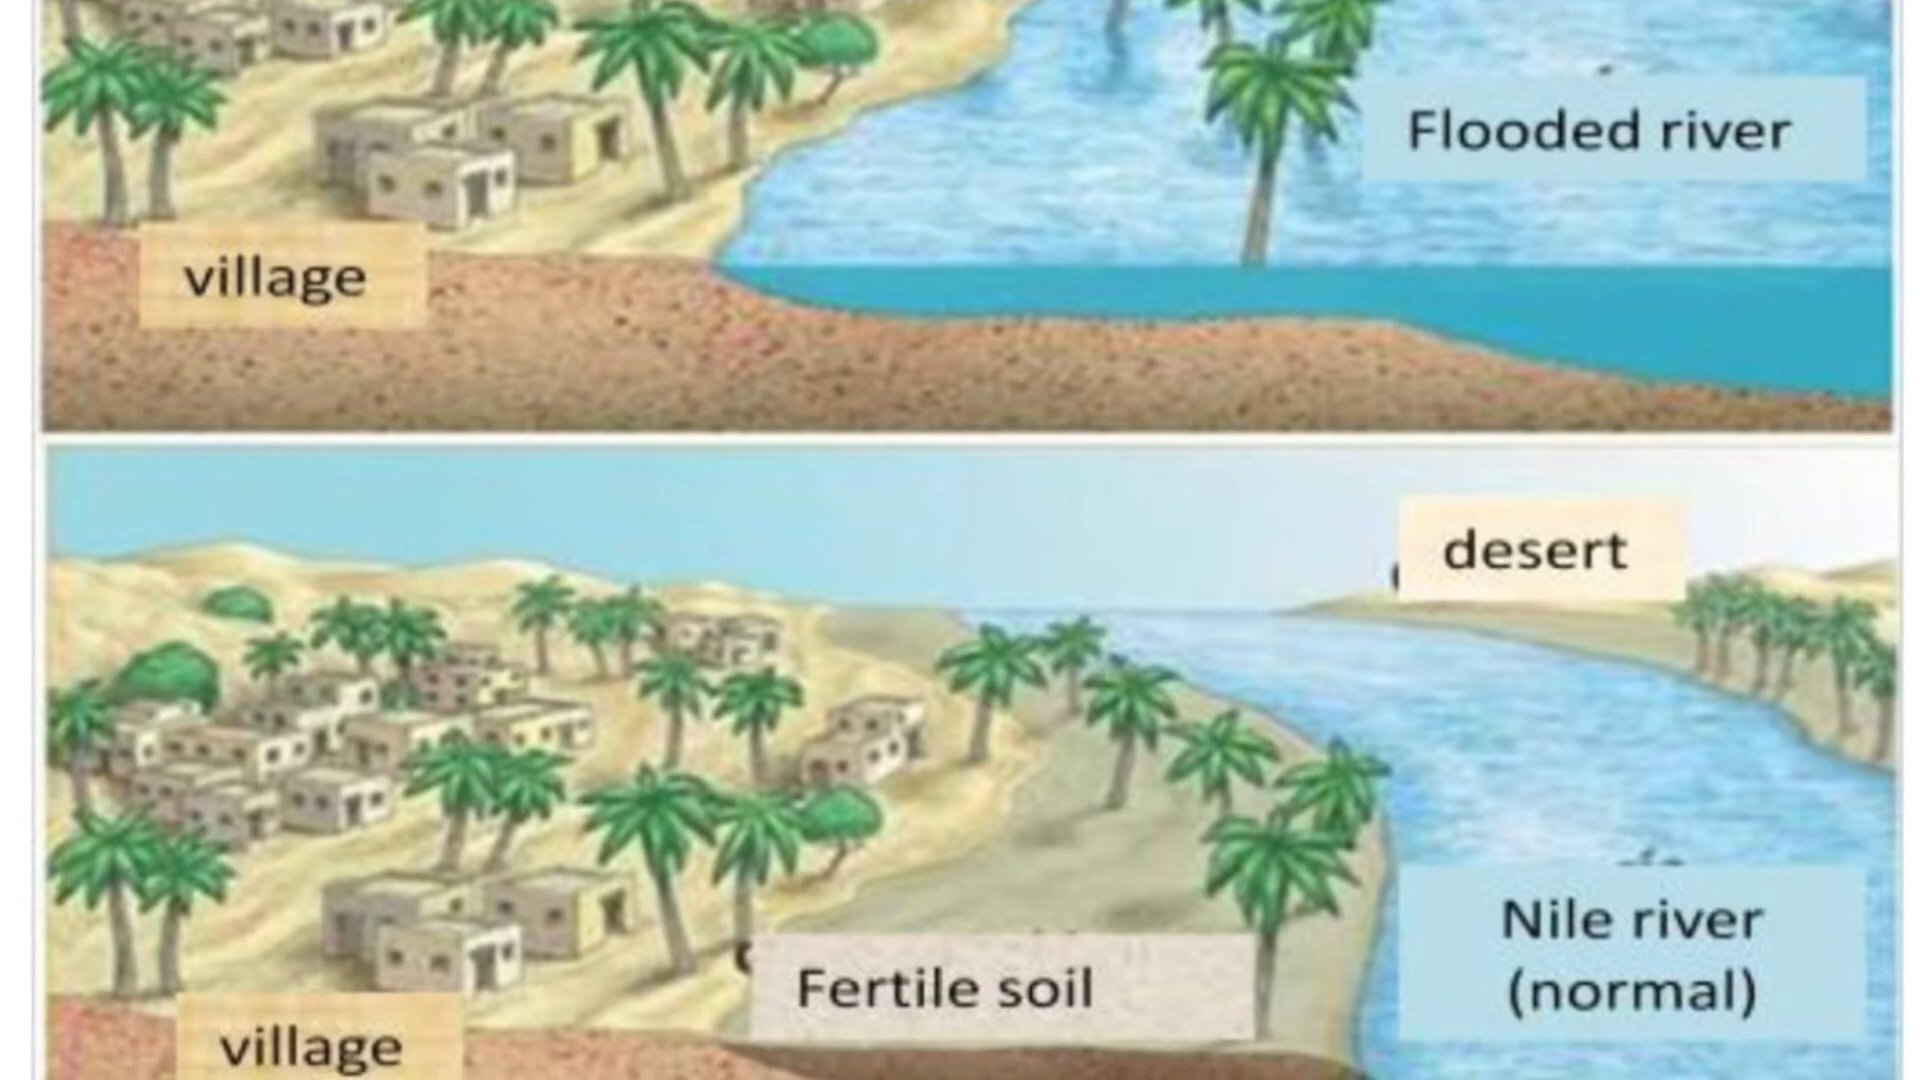 Flooded river
village
desert
Nile river
(normal)
Fertile soil
village